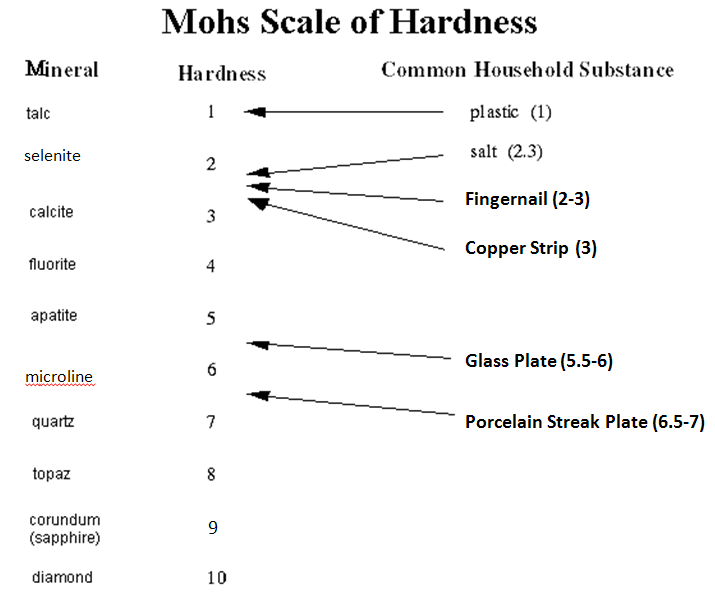 Mohs Scale of Hardness
Mineral Hardness Common Household Substance
talc 1 plastic (1)
selenite 2 salt (2.3)
Fingernail (2-3)
calcite 3
Copper Strip (3)
fluorite 4
apatite 5
Glass Plate (5.5-6)
microline 6
quartz 7 Porcelain Streak Plate (6.5-7)
topaz 8
corundum 9
(sapphire)
diamond 10